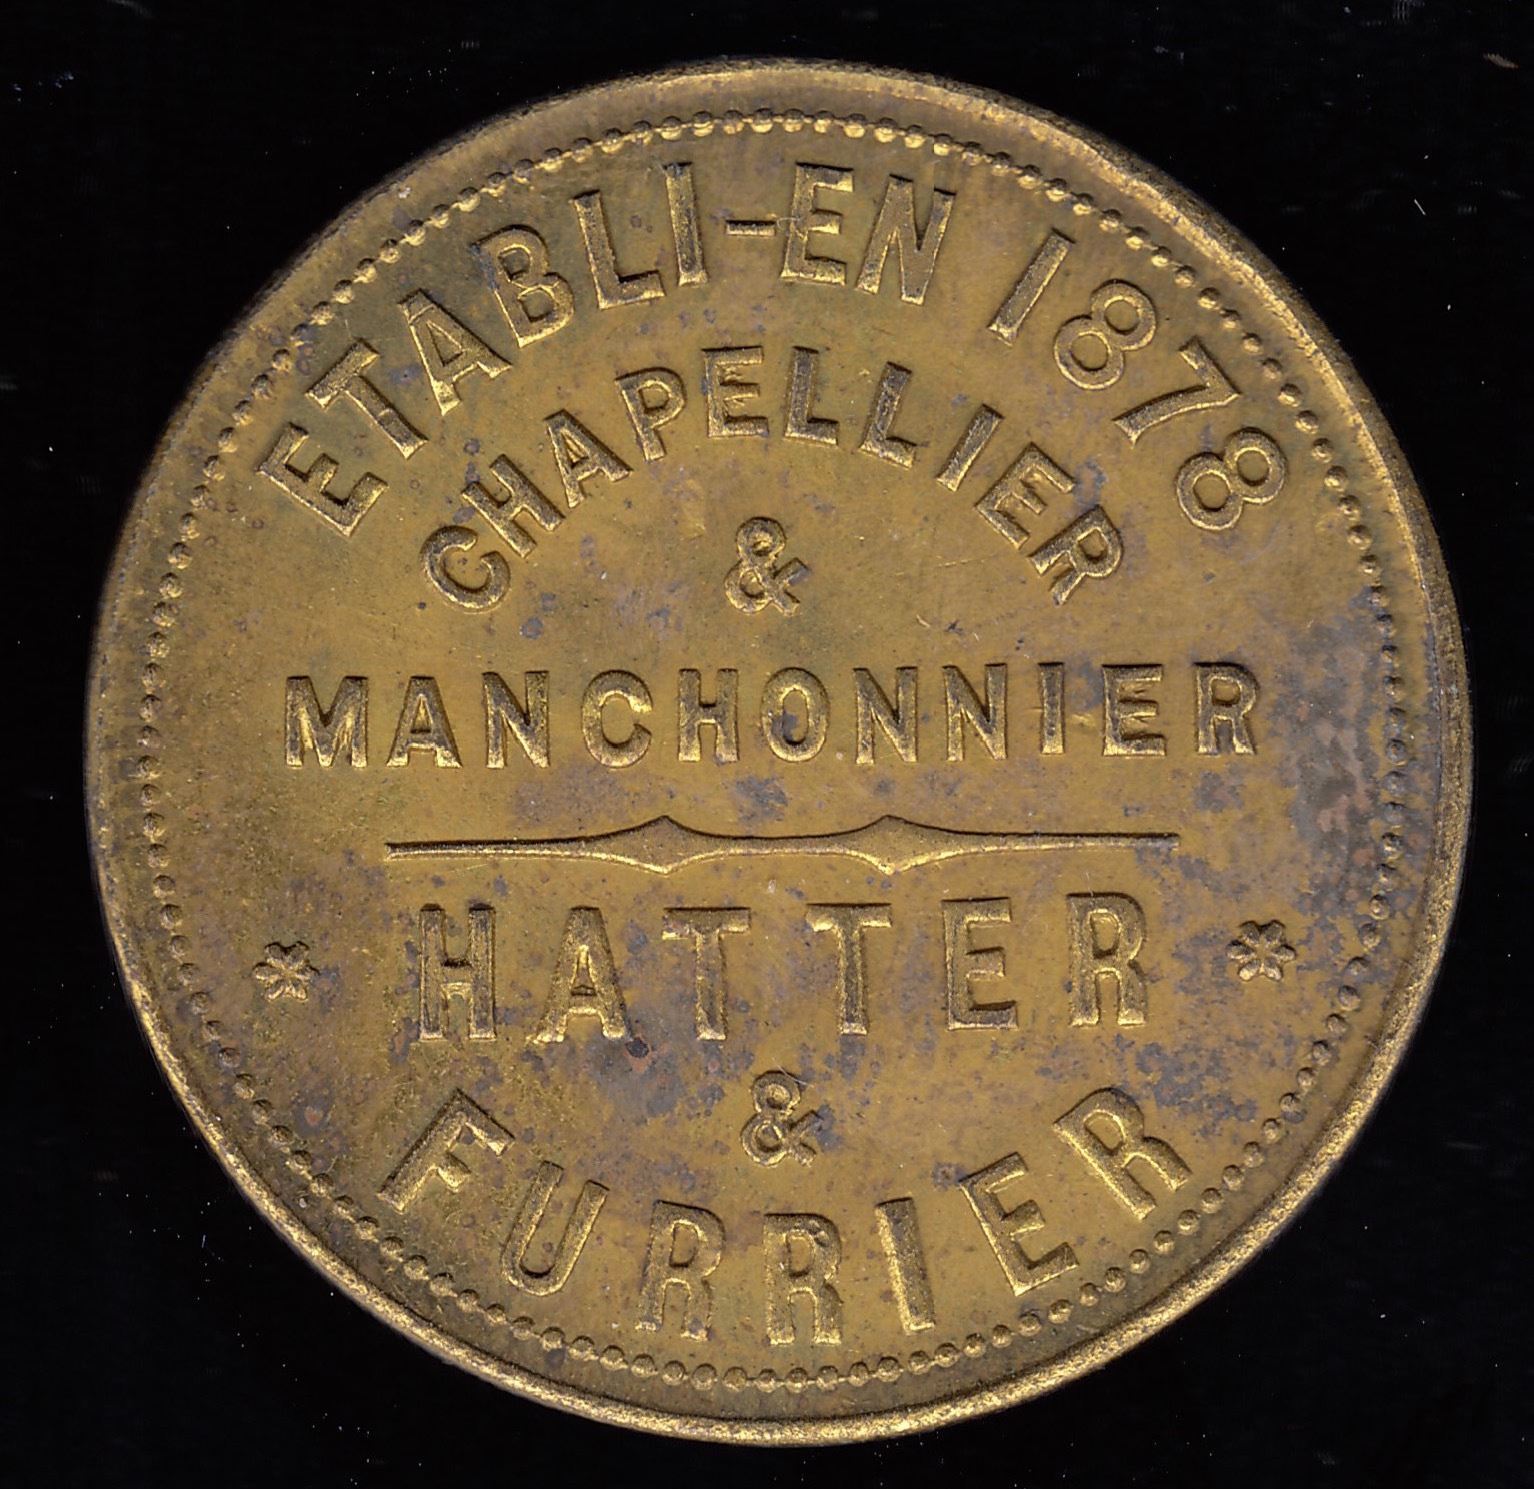 ETABLI-EN 1878
CHAPELLIER
&
MANCHONNIER
HATTER
&
FURRIER